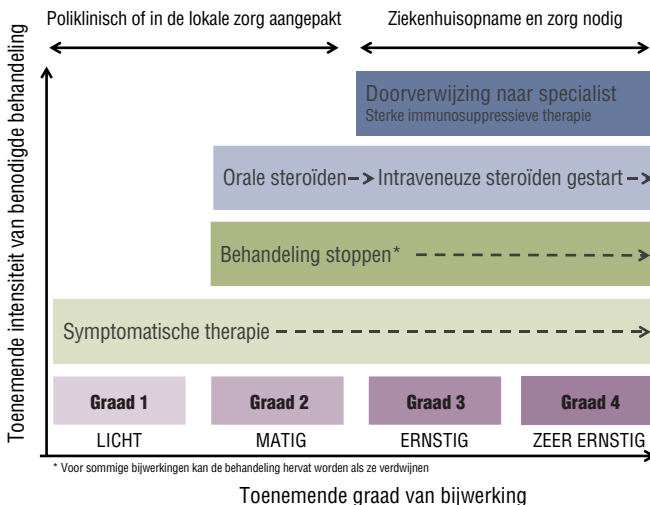 Poliklinisch of in de lokale zorg aangepakt
Ziekenhuisopname en zorg nodig
Toenemende intensiteit van benodigde behandeling
Doorverwijzing naar specialist
Sterke immunosuppressieve therapie
Orale steroïden
Intraveneuze steroïden gestart
Behandeling stoppen*
Symptomatische therapie
Graad 1
Graad 2
Graad 3
Graad 4
LICHT
MATIG
ERNSTIG
ZEER ERNSTIG
* Voor sommige bijwerkingen kan de behandeling hervat worden als ze verdwijnen
Toenemende graad van bijwerking